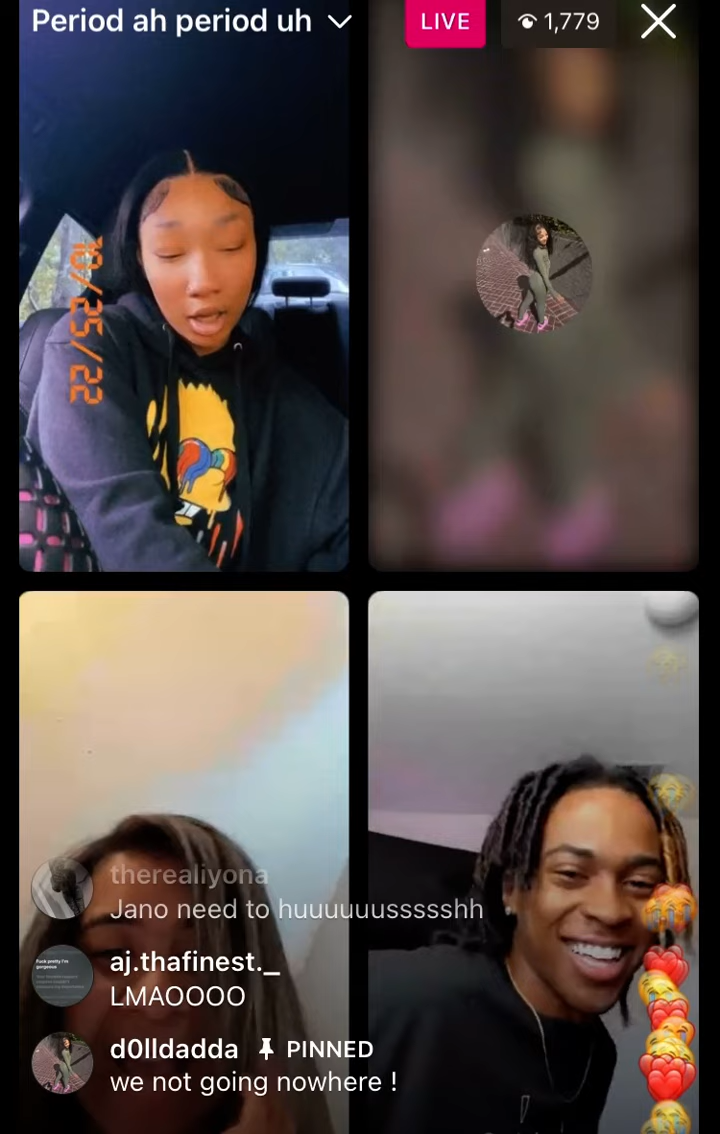 Period ah period uh
LIVE
1,779
10/25/22
therealiyona
Jano need to huuuuuusssssshh
aj.thafinest._
LMAOOOO
d0lldadda PINNED
we not going nowhere !